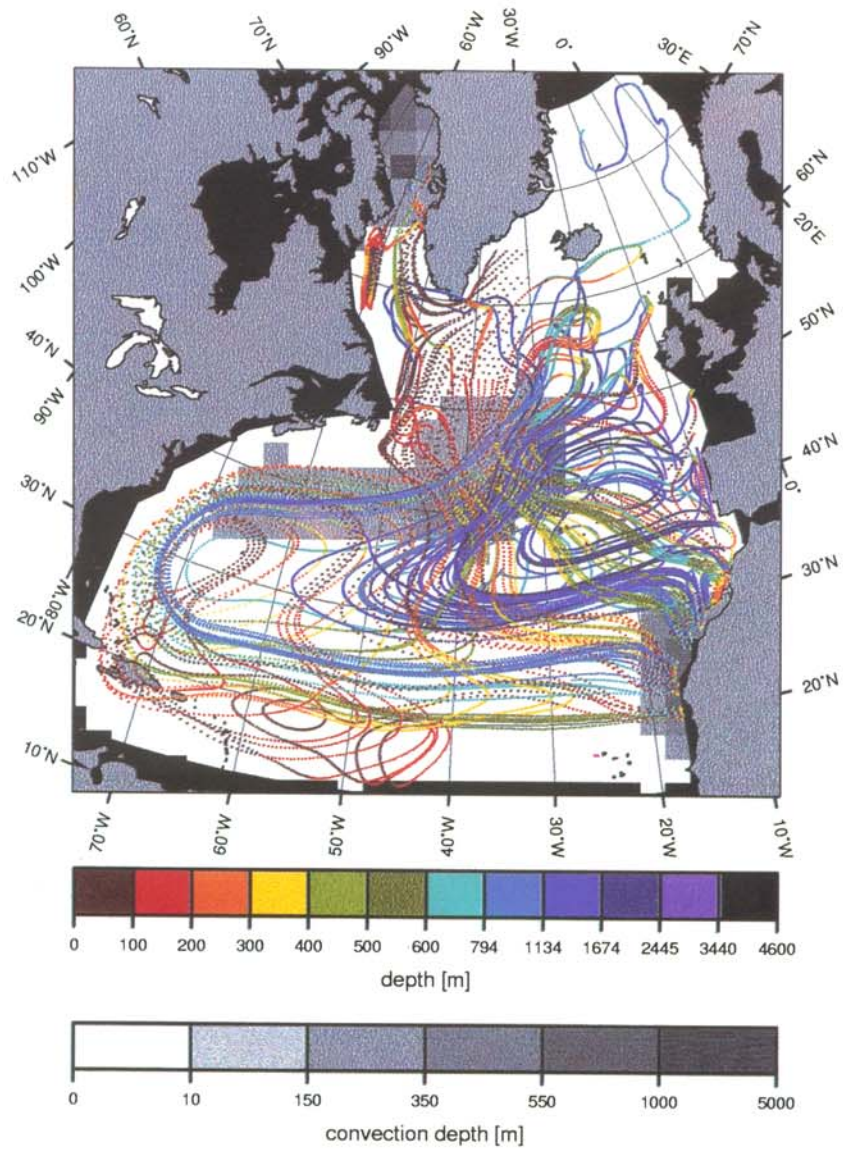 60°N 70°N 90°W 60°W 30°W 0° 30°E 70°N
110°W
60°N
20°E
100°W
50°N
40°N
90°W
40°N
0°
30°N
30°N
80°W
20°N
20°N
10°N
70°W 60°W 50°W 40°W 30°W 20°W 10°W
0 100 200 300 400 500 600 794 1134 1674 2445 3440 4600
depth [m]
0 10 150 350 550 1000 5000
convection depth [m]